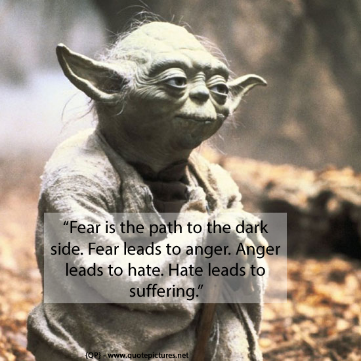 “Fear is the path to the dark
side. Fear leads to anger. Anger
leads to hate. Hate leads to
suffering.”
{QP} - www.quotepictures.net